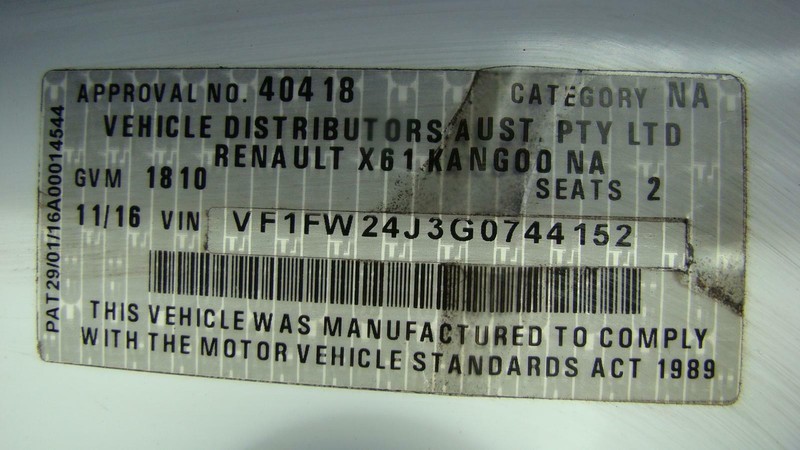 APPROVAL NO. 40418 CATEGORY NA
VEHICLE DISTRIBUTORS AUST. PTY LTD
RENAULT X61 KANGOO NA
GVM 1810 SEATS 2
11/16 VIN VF1FW24J3G0744152
THIS VEHICLE WAS MANUFACTURED TO COMPLY
WITH THE MOTOR VEHICLE STANDARDS ACT 1989
PAT29/01/16A00014544